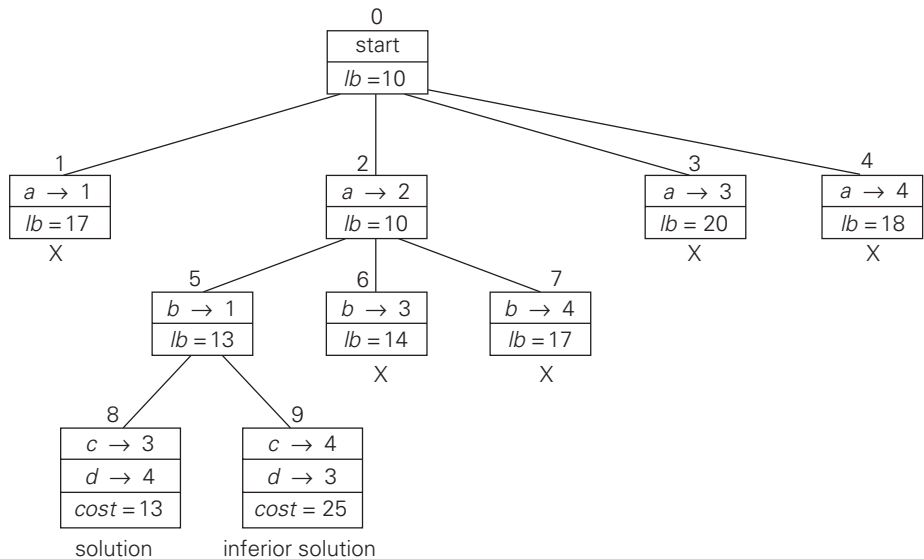 0
start
lb = 10
1
2
3
4
a → 1
a → 2
a → 3
a → 4
lb = 17
lb = 10
lb = 20
lb = 18
X
X
X
5
6
7
b → 1
b → 3
b → 4
lb = 13
lb = 14
lb = 17
X
X
8
9
c → 3
c → 4
d → 4
d → 3
cost = 13
cost = 25
solution
inferior solution